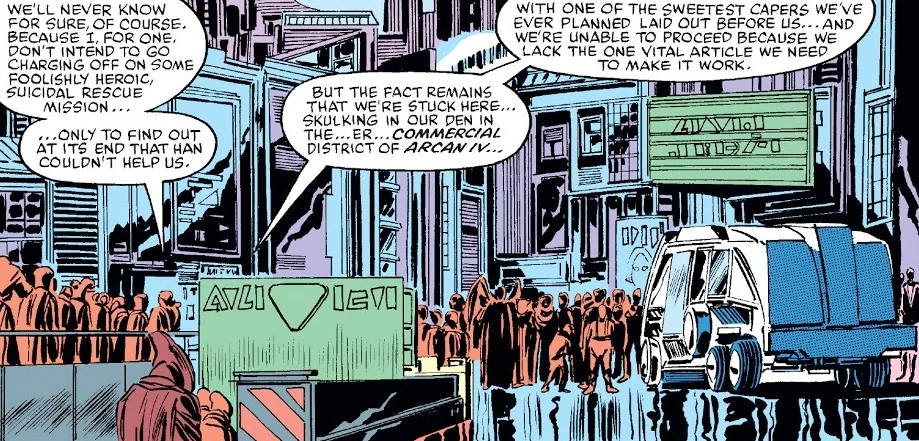 WE'LL NEVER KNOW
FOR SURE, OF COURSE.
BECAUSE I, FOR ONE,
DON'T INTEND TO GO
CHARGING OFF ON SOME
FOOLISHLY HEROIC,
SUICIDAL RESCUE
MISSION...
...ONLY TO FIND OUT
AT ITS END THAT HAN
COULDN'T HELP US.
BUT THE FACT REMAINS
THAT WE'RE STUCK HERE...
SKULKING IN OUR DEN IN
THE...ER...COMMERCIAL
DISTRICT OF ARCAN IV...
WITH ONE OF THE SWEETEST CAPERS WE'VE
EVER PLANNED LAID OUT BEFORE US...AND
WE'RE UNABLE TO PROCEED BECAUSE WE
LACK THE ONE VITAL ARTICLE WE NEED
TO MAKE IT WORK.